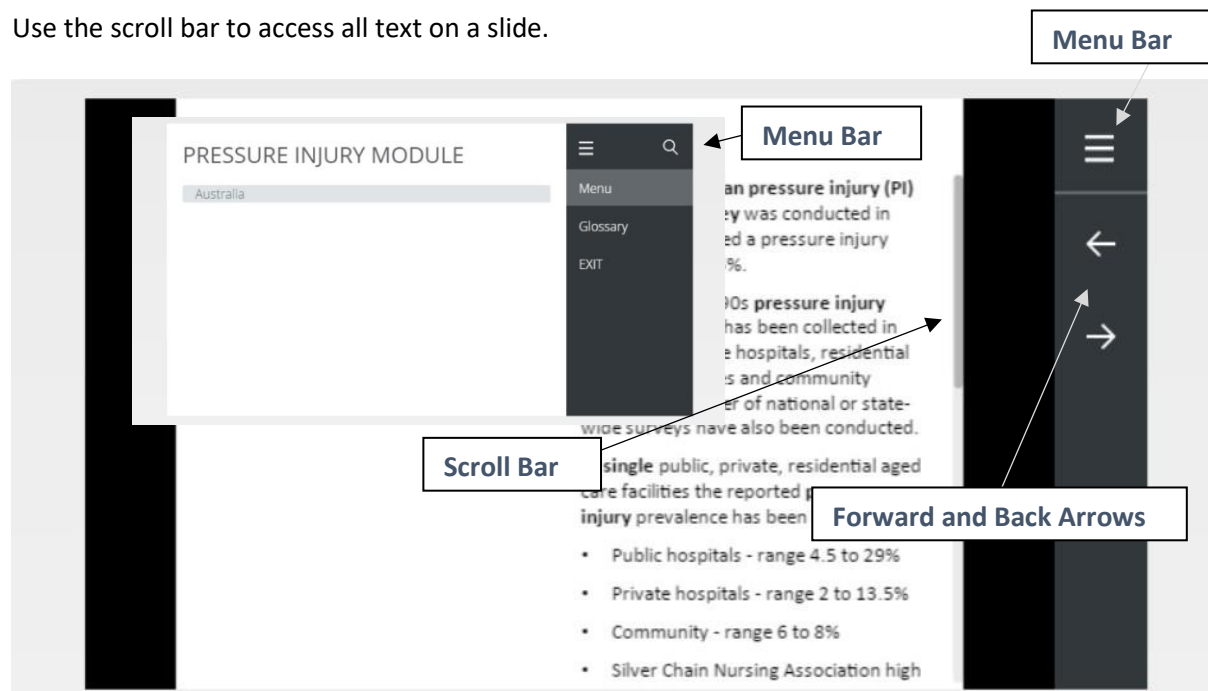 Use the scroll bar to access all text on a slide.
Menu Bar
Menu Bar
PRESSURE INJURY MODULE
Australia
Menu
Glossary
EXIT
an pressure injury (PI)
was conducted in
ed a pressure injury
%.
90s pressure injury
has been collected in
hospitals, residential
and community
of national or state-
wide surveys have also been conducted.
Scroll Bar
single public, private, residential aged
care facilities the reported
injury prevalence has been
Forward and Back Arrows
• Public hospitals - range 4.5 to 29%
• Private hospitals - range 2 to 13.5%
• Community - range 6 to 8%
• Silver Chain Nursing Association high